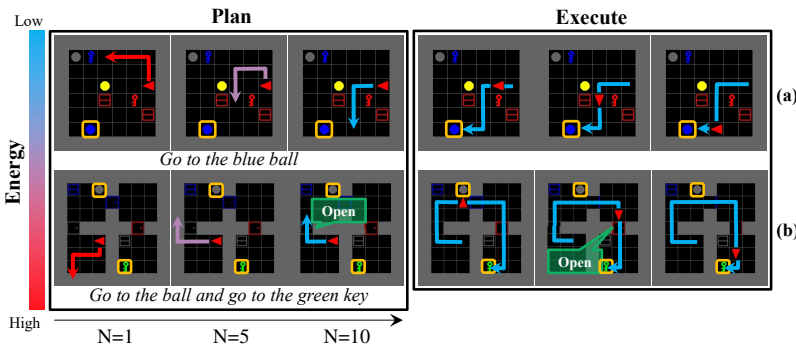 Plan
Execute
Low
Energy
High
(a)
Go to the blue ball
Open
Open
(b)
Go to the ball and go to the green key
N=1
N=5
N=10